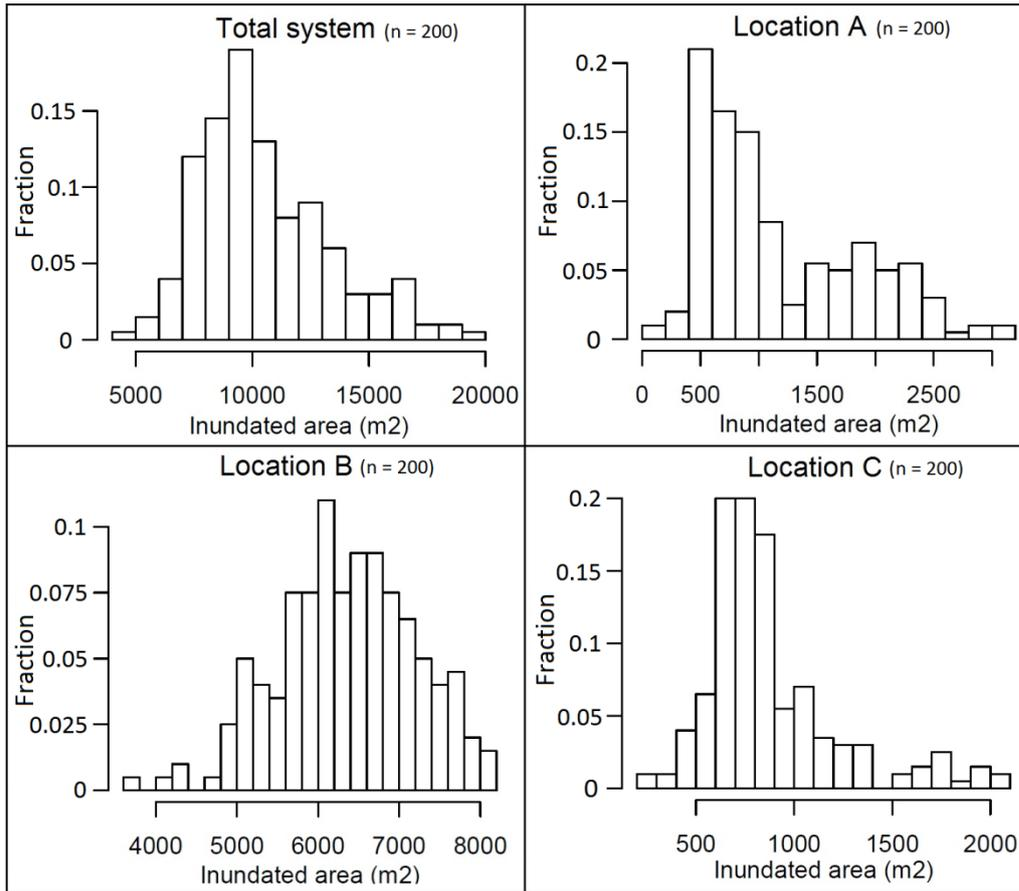 Total system (n = 200)
Fraction
0.15
0.1
0.05
0
5000 10000 15000 20000
Inundated area (m2)
Location A (n = 200)
Fraction
0.2
0.15
0.1
0.05
0
0 500 1500 2500
Inundated area (m2)
Location B (n = 200)
Fraction
0.1
0.075
0.05
0.025
0
4000 5000 6000 7000 8000
Inundated area (m2)
Location C (n = 200)
Fraction
0.2
0.15
0.1
0.05
0
500 1000 1500 2000
Inundated area (m2)